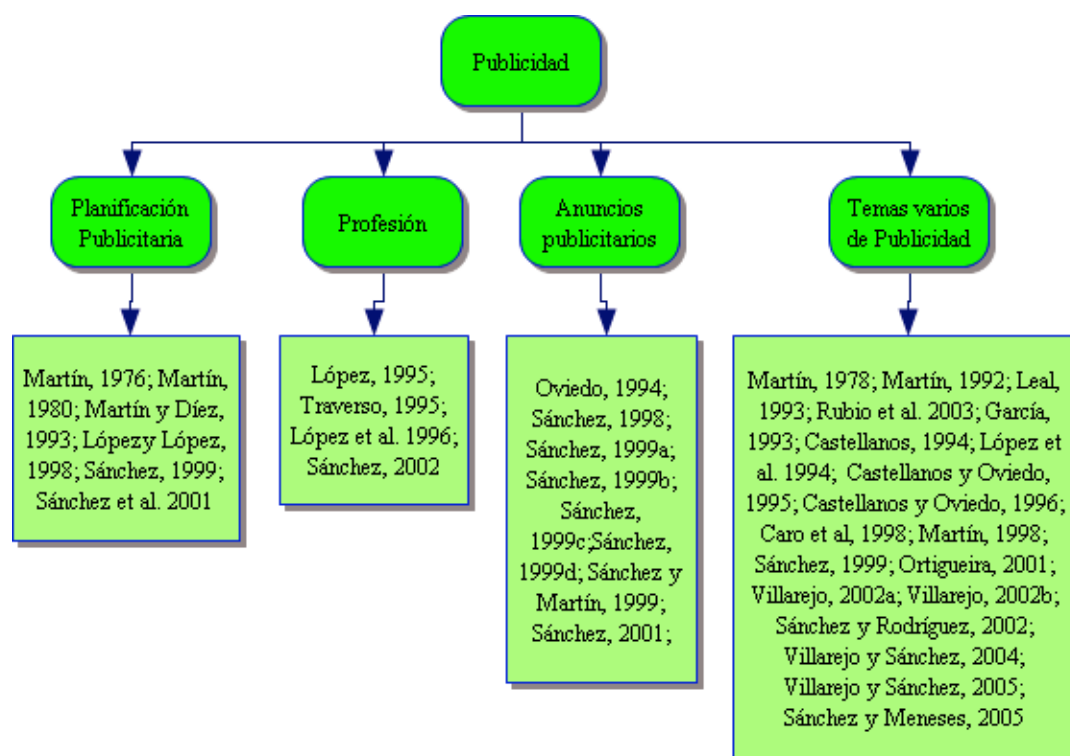 Publicidad
Planificación
Publicitaria
Profesión
Anuncios
publicitarios
Temas varios
de Publicidad
Martín, 1976; Martín,
1980; Martín y Díez,
1993; Lópezy López,
1998; Sánchez, 1999;
Sánchez et al. 2001
López, 1995;
Traverso, 1995;
López et al. 1996;
Sánchez, 2002
Oviedo, 1994;
Sánchez, 1998;
Sánchez, 1999a;
Sánchez, 1999b;
Sánchez,
1999c;Sánchez,
1999d; Sánchez y
Martín, 1999;
Sánchez, 2001;
Martín, 1978; Martín, 1992; Leal,
1993; Rubio et al. 2003; García,
1993; Castellanos, 1994; López et
al. 1994; Castellanos y Oviedo,
1995; Castellanos y Oviedo, 1996;
Caro et al, 1998; Martín, 1998;
Sánchez, 1999; Ortigueira, 2001;
Villarejo, 2002a; Villarejo, 2002b;
Sánchez y Rodríguez, 2002;
Villarejo y Sánchez, 2004;
Villarejo y Sánchez, 2005;
Sánchez y Meneses, 2005